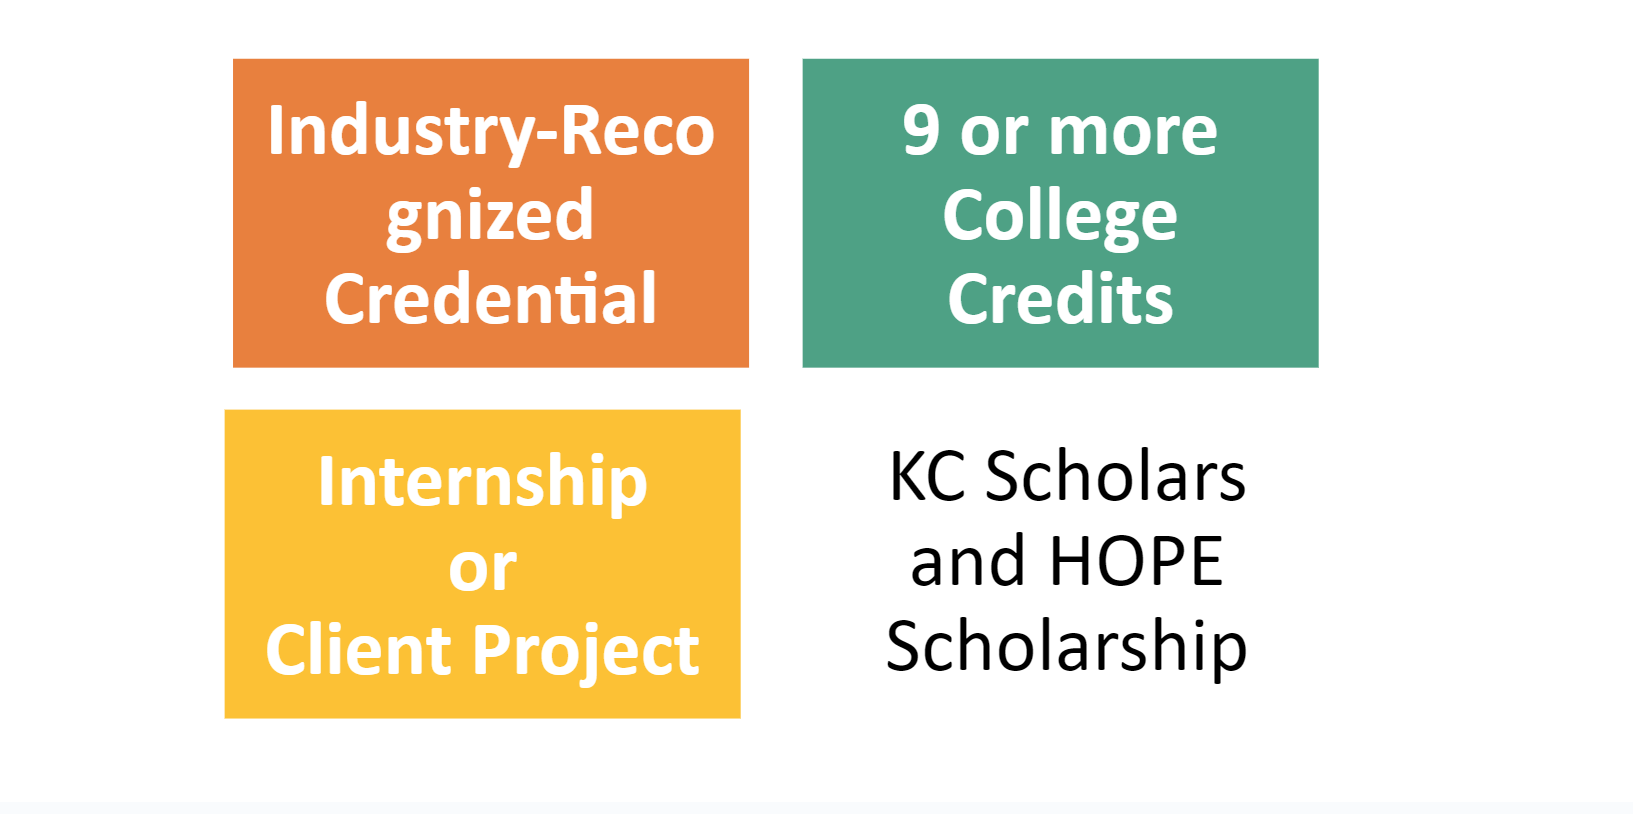 Industry-Reco
gnized
Credential
9 or more
College
Credits
Internship
or
Client Project
KC Scholars
and HOPE
Scholarship